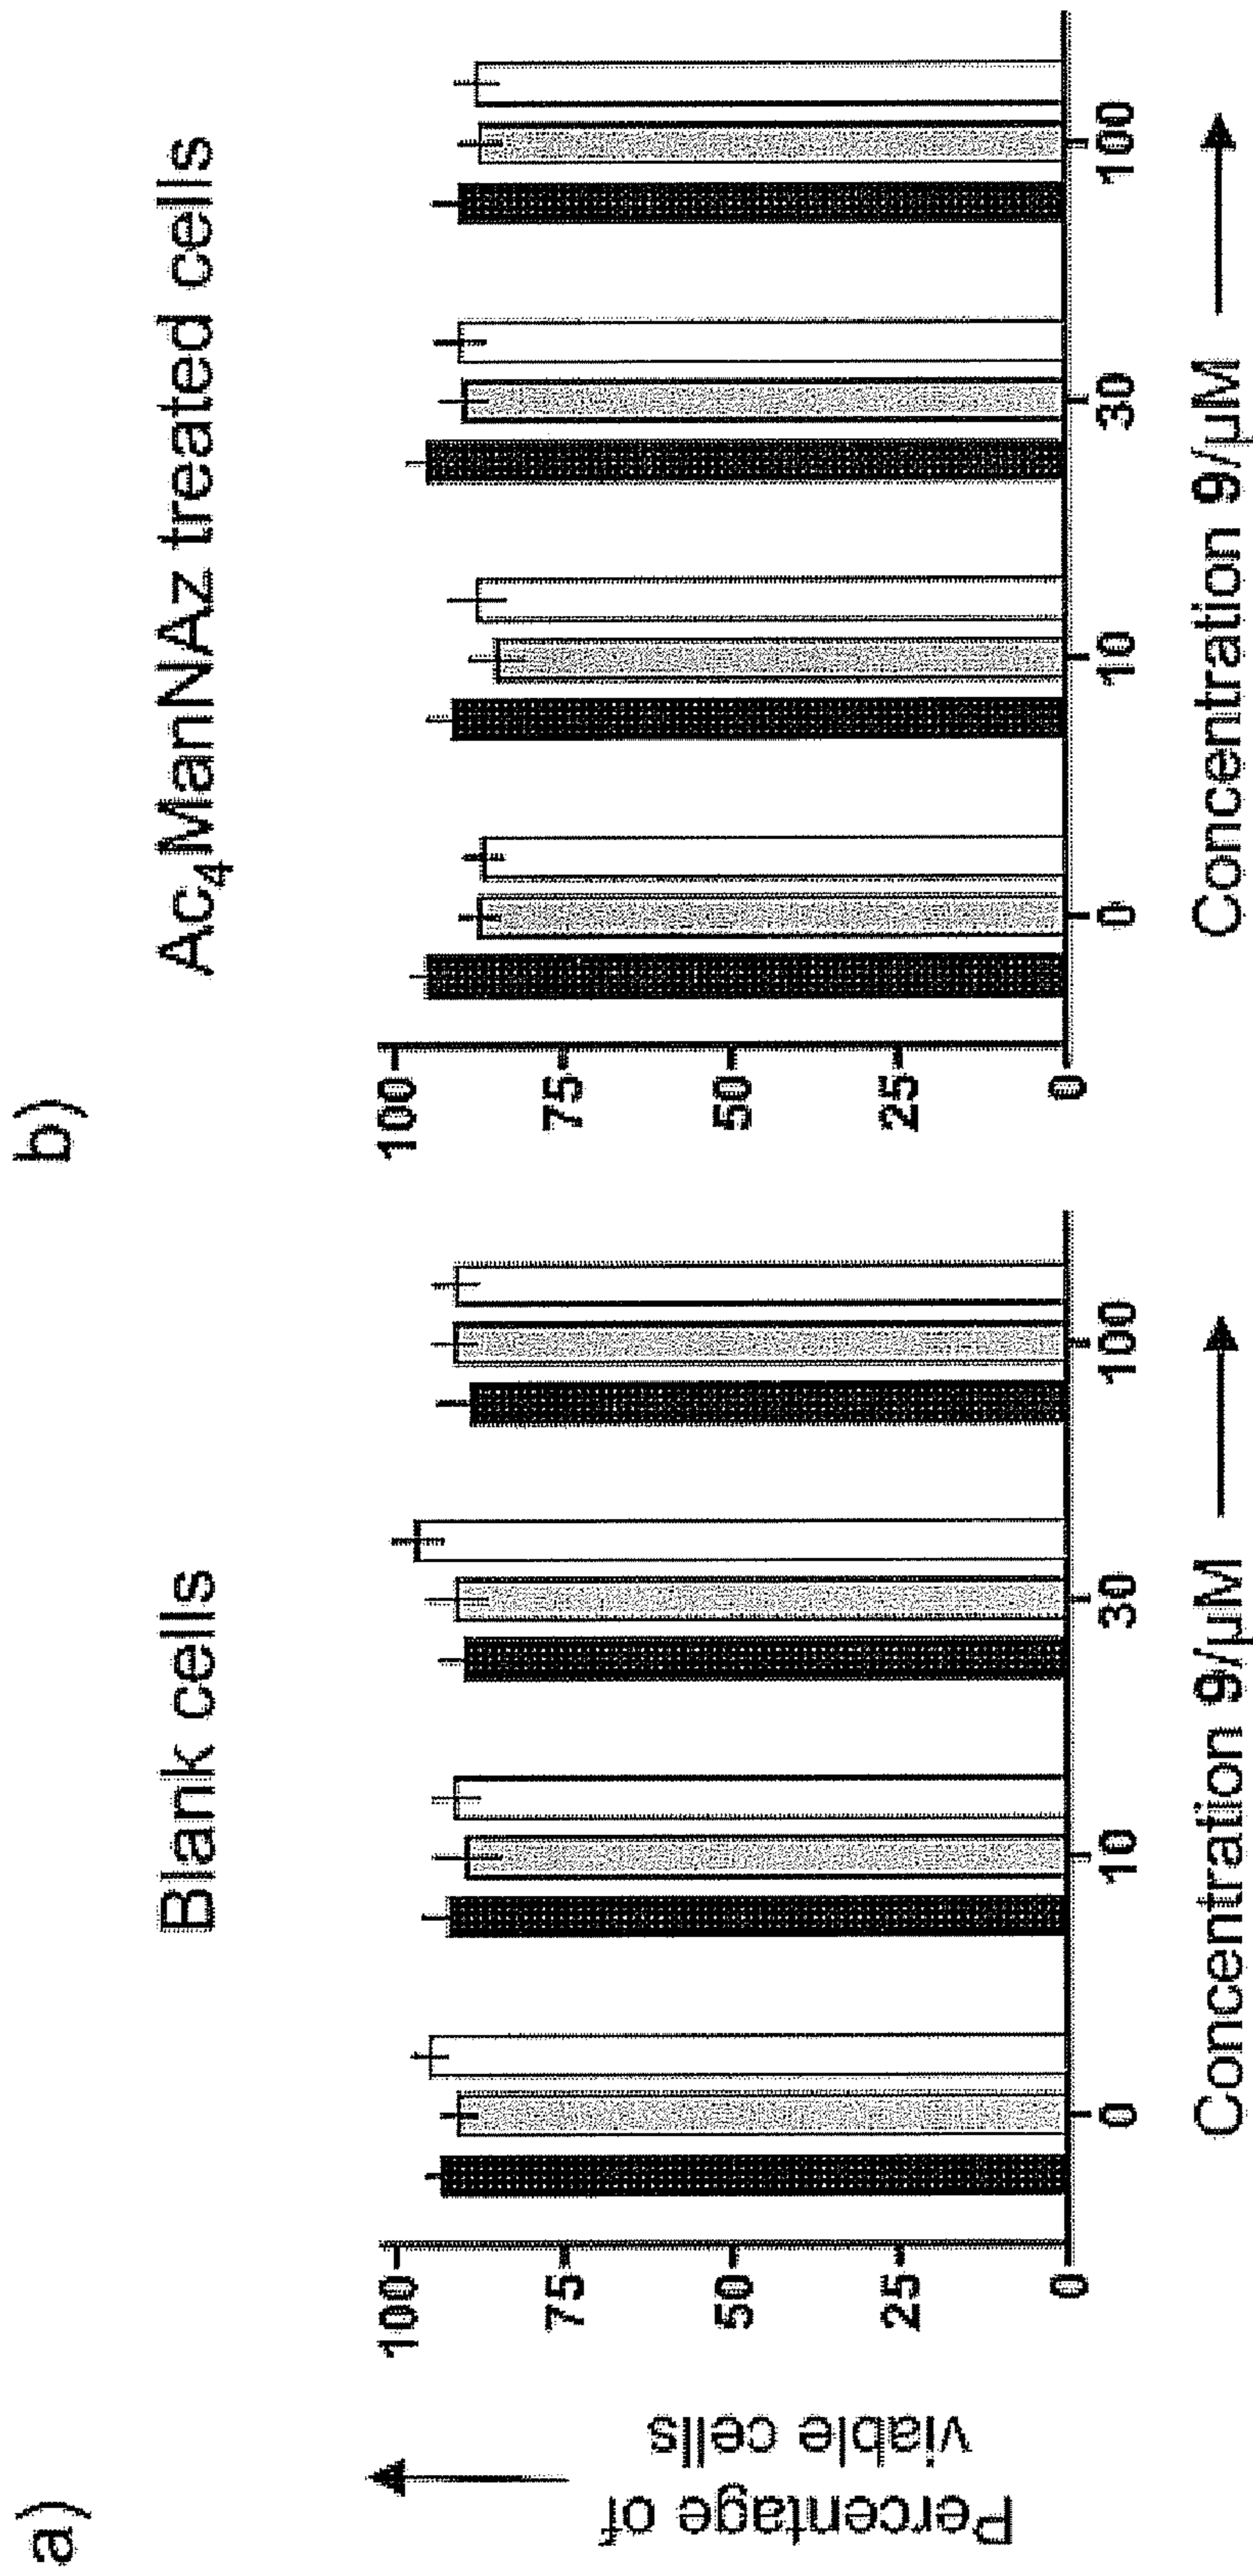 a)
Blank cells
Percentage of
viable cells
100
75
50
25
0
0 10 30 100
Concentration 9/µM
b)
Ac4ManNAz treated cells
100
75
50
25
0
0 10 30 100
Concentration 9/µM